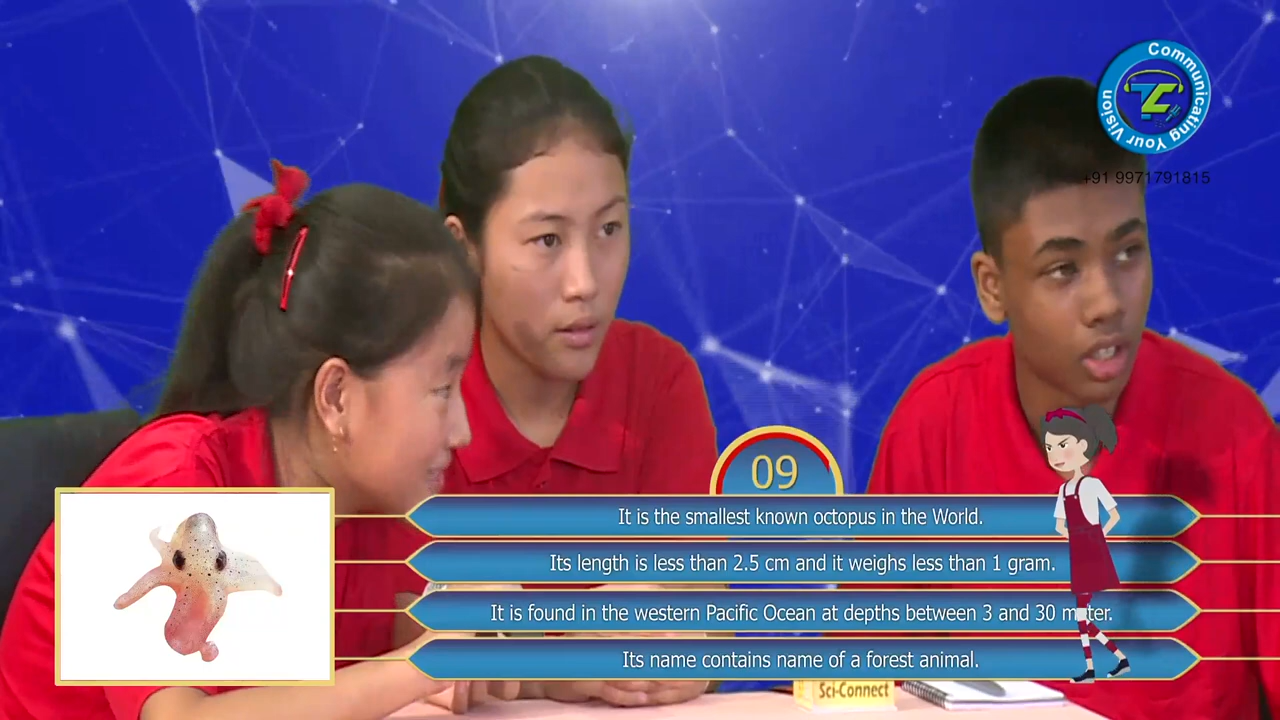 Communicating Your Vision
TC
+91 9971791815
09
It is the smallest known octopus in the World.
Its length is less than 2.5 cm and it weighs less than 1 gram.
It is found in the western Pacific Ocean at depths between 3 and 30 meter.
Its name contains name of a forest animal.
Sci-Connect